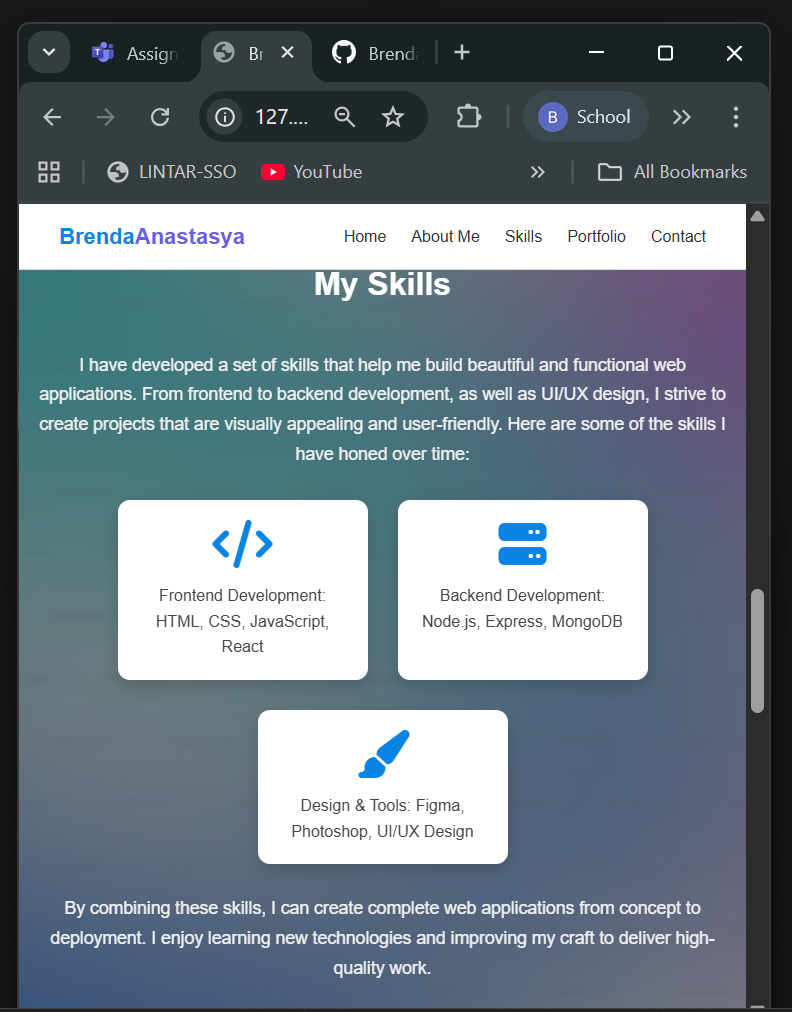 Assign
Br
Brenda
127....
B
School
LINTAR-SSO
YouTube
All Bookmarks
BrendaAnastasya
Home
About Me
Skills
Portfolio
Contact
My Skills
I have developed a set of skills that help me build beautiful and functional web
applications. From frontend to backend development, as well as UI/UX design, I strive to
create projects that are visually appealing and user-friendly. Here are some of the skills I
have honed over time:
Frontend Development:
HTML, CSS, JavaScript,
React
Backend Development:
Node.js, Express, MongoDB
Design & Tools: Figma,
Photoshop, UI/UX Design
By combining these skills, I can create complete web applications from concept to
deployment. I enjoy learning new technologies and improving my craft to deliver high-
quality work.